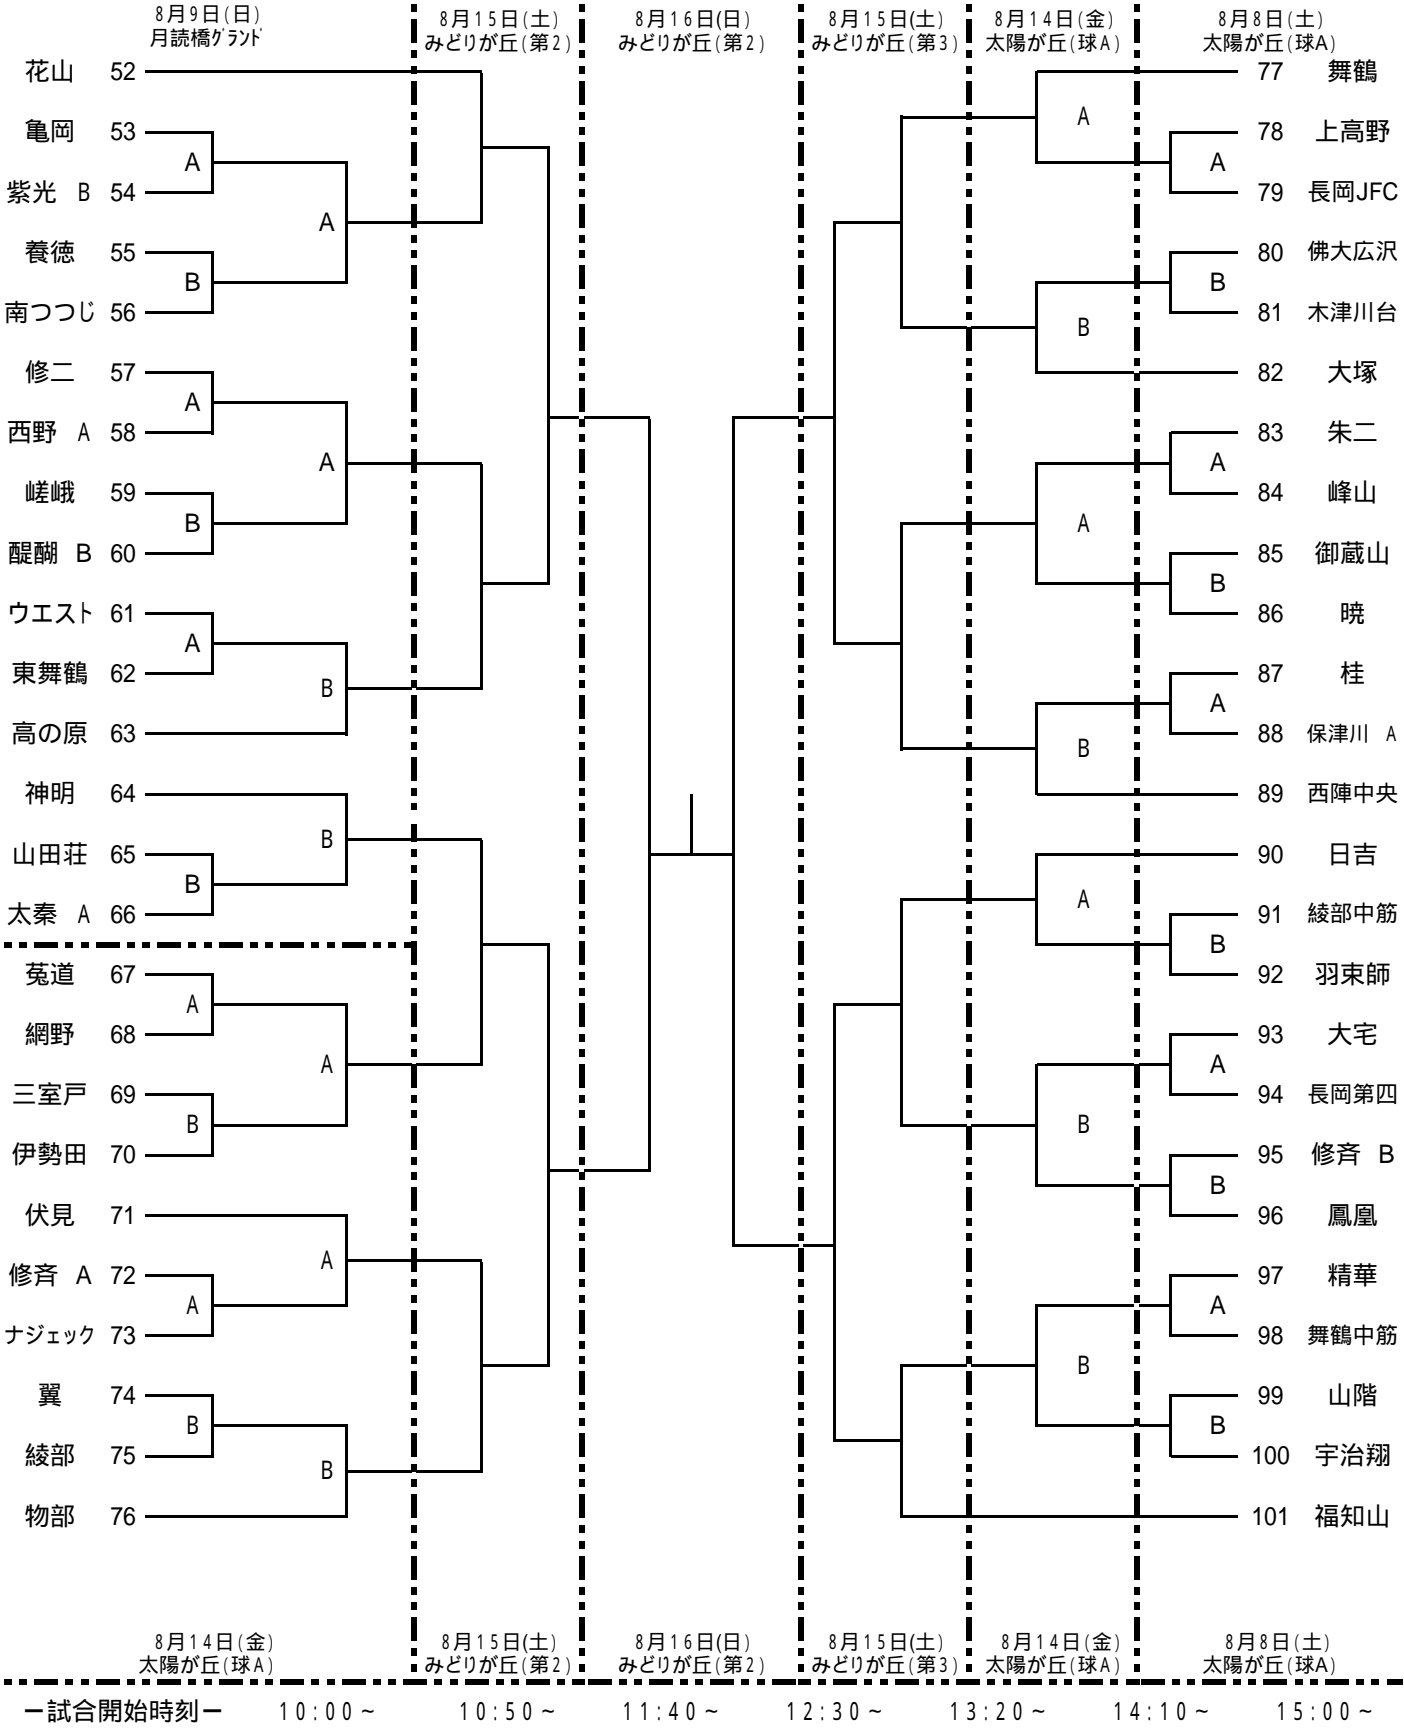 8月9日(日)
月読橋グランド
8月15日(土)
みどりが丘(第2)
8月16日(日)
みどりが丘(第2)
8月15日(土)
みどりが丘(第3)
8月14日(金)
太陽が丘(球A)
8月8日(土)
太陽が丘(球A)
花山 52
亀岡 53
A
紫光 B 54
A
養徳 55
B
南つつじ 56
修二 57
A
西野 A 58
A
嵯峨 59
B
醍醐 B 60
ウエスト 61
A
東舞鶴 62
B
高の原 63
神明 64
B
山田荘 65
B
太秦 A 66
莵道 67
A
網野 68
A
三室戸 69
B
伊勢田 70
伏見 71
A
修斉 A 72
A
ナジェック 73
翼 74
B
綾部 75
B
物部 76
77 舞鶴
A
78 上高野
A
79 長岡JFC
80 佛大広沢
B
81 木津川台
B
82 大塚
83 朱二
A
84 峰山
A
85 御蔵山
B
86 暁
87 桂
A
88 保津川 A
B
89 西陣中央
90 日吉
A
91 綾部中筋
B
92 羽束師
93 大宅
A
94 長岡第四
B
95 修斉 B
B
96 鳳凰
97 精華
A
98 舞鶴中筋
B
99 山階
B
100 宇治翔
101 福知山
8月14日(金)
太陽が丘(球A)
8月15日(土)
みどりが丘(第2)
8月16日(日)
みどりが丘(第2)
8月15日(土)
みどりが丘(第3)
8月14日(金)
太陽が丘(球A)
8月8日(土)
太陽が丘(球A)
ー試合開始時刻ー 10:00~ 10:50~ 11:40~ 12:30~ 13:20~ 14:10~ 15:00~